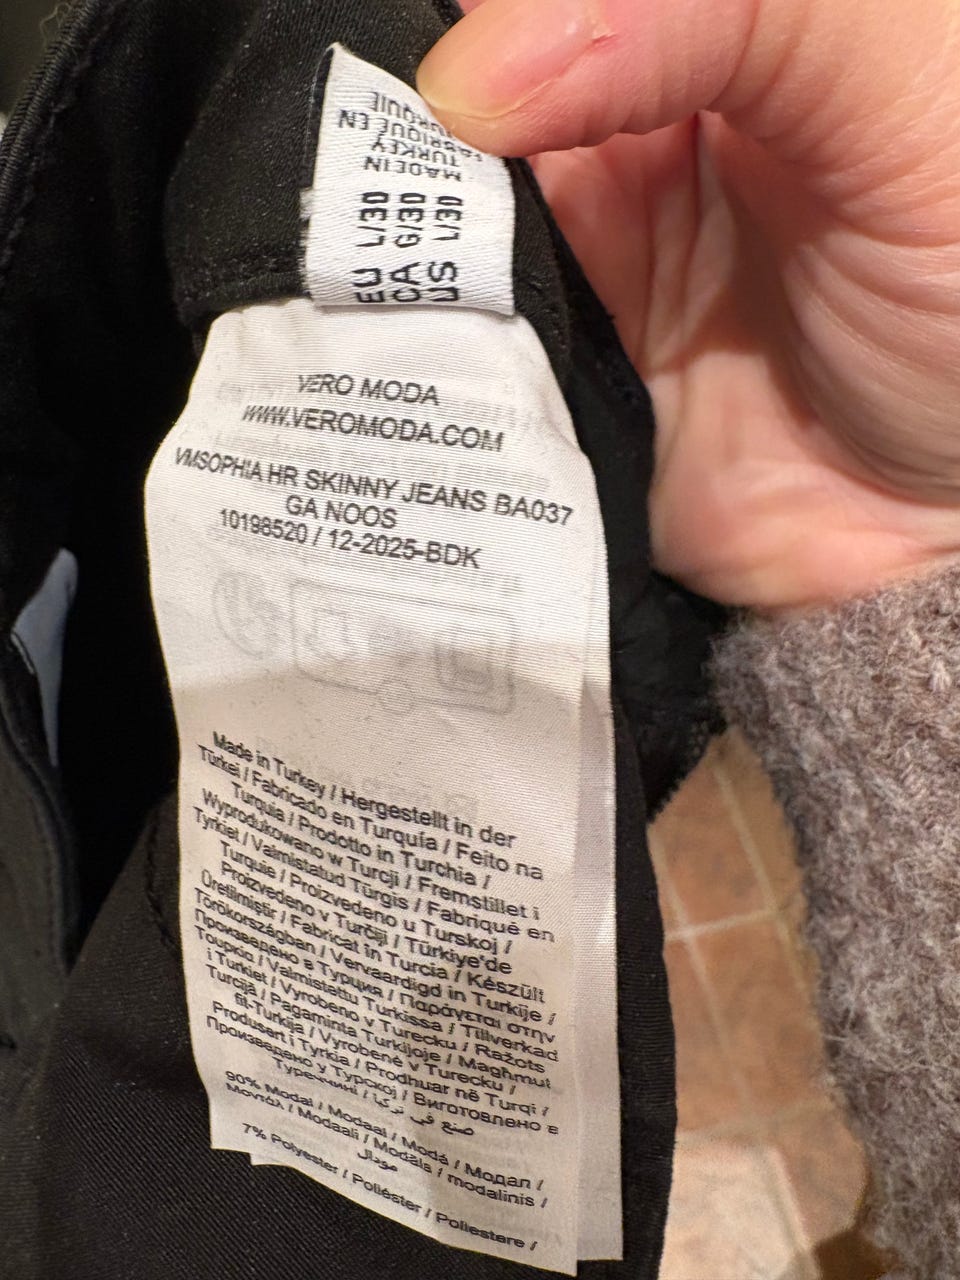 MADE IN
TURKEY
FABRIQUÉ EN
TURQUIE
EU L/30
CA G/30
US L/30
VERO MODA
WWW.VEROMODA.COM
VMSOPHIA HR SKINNY JEANS BA037
GA NOOS
10198520 / 12-2025-BDK
Made in Turkey / Hergestellt in der
Türkei / Fabricado en Turquía / Feito na
Turquia / Prodotto in Turchia /
Wyprodukowano w Turcji / Fremstillet i
Tyrkiet / Valmistatud Türgis / Fabriqué en
Turquie / Proizvedeno u Turskoj /
Proizvedeno v Turčiji / Türkiye'de
Üretilmiştir / Fabricat în Turcia / Készült
Törökországban / Vervaardigd in Turkije /
Произведено в Турция / Παράγεται στην
Τουρκία / Valmistettu Turkissa / Tillverkad
i Turkiet / Vyrobeno v Turecku / Ražots
Turcijā / Pagaminta Turkijoje / Magħmul
fit-Turkija / Vyrobené v Turecku /
Produsert i Tyrkia / Prodhuar në Turqi /
Произведено у Турској / Виготовлено в
Туреччині / صنع في تركيا
90% Modal / Modaal / Modā / Модал /
Μοντάλ / Modaali / Modāls / modalinis /
مودال
7% Polyester / Poliéster / Poliestere /